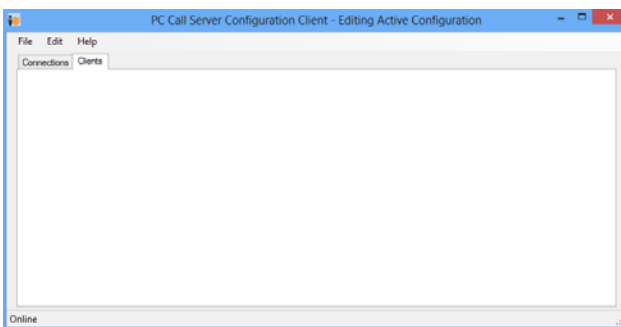 PC Call Server Configuration Client - Editing Active Configuration
File Edit Help
Connections Clients
Online